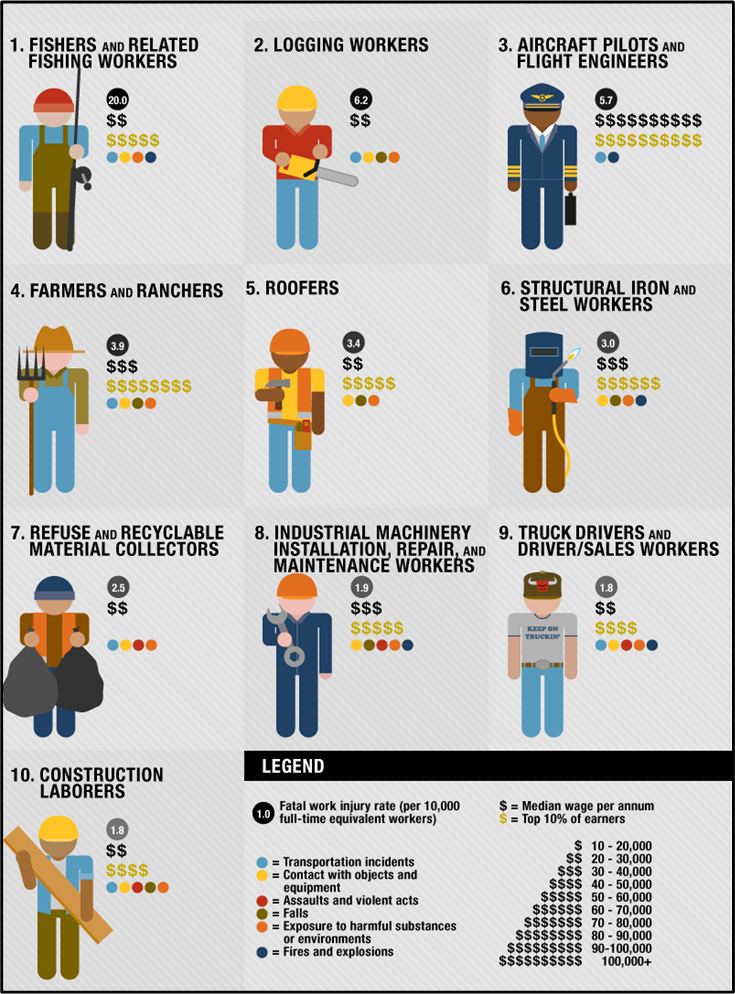 1. FISHERS AND RELATED
FISHING WORKERS
20.0
$$
$$$$$
2. LOGGING WORKERS
6.2
$$
3. AIRCRAFT PILOTS AND
FLIGHT ENGINEERS
5.7
$$$$$$$$$$
$$$$$$$$$$
4. FARMERS AND RANCHERS
3.9
$$$
$$$$$$$$
5. ROOFERS
3.4
$$
$$$$$
6. STRUCTURAL IRON AND
STEEL WORKERS
3.0
$$$
$$$$$$
7. REFUSE AND RECYCLABLE
MATERIAL COLLECTORS
2.5
$$
8. INDUSTRIAL MACHINERY
INSTALLATION, REPAIR, AND
MAINTENANCE WORKERS
1.9
$$$
$$$$$
9. TRUCK DRIVERS AND
DRIVER/SALES WORKERS
1.8
$$
$$$$
KEEP ON
TRUCKIN'
10. CONSTRUCTION
LABORERS
1.8
$$
$$$$
LEGEND
1.0 Fatal work injury rate (per 10,000
full-time equivalent workers)
= Transportation incidents
= Contact with objects and
equipment
= Assaults and violent acts
= Falls
= Exposure to harmful substances
or environments
= Fires and explosions
$ = Median wage per annum
$ = Top 10% of earners
$ 10 - 20,000
$$ 20 - 30,000
$$$ 30 - 40,000
$$$$ 40 - 50,000
$$$$$ 50 - 60,000
$$$$$$ 60 - 70,000
$$$$$$$ 70 - 80,000
$$$$$$$$ 80 - 90,000
$$$$$$$$$ 90-100,000
$$$$$$$$$$ 100,000+